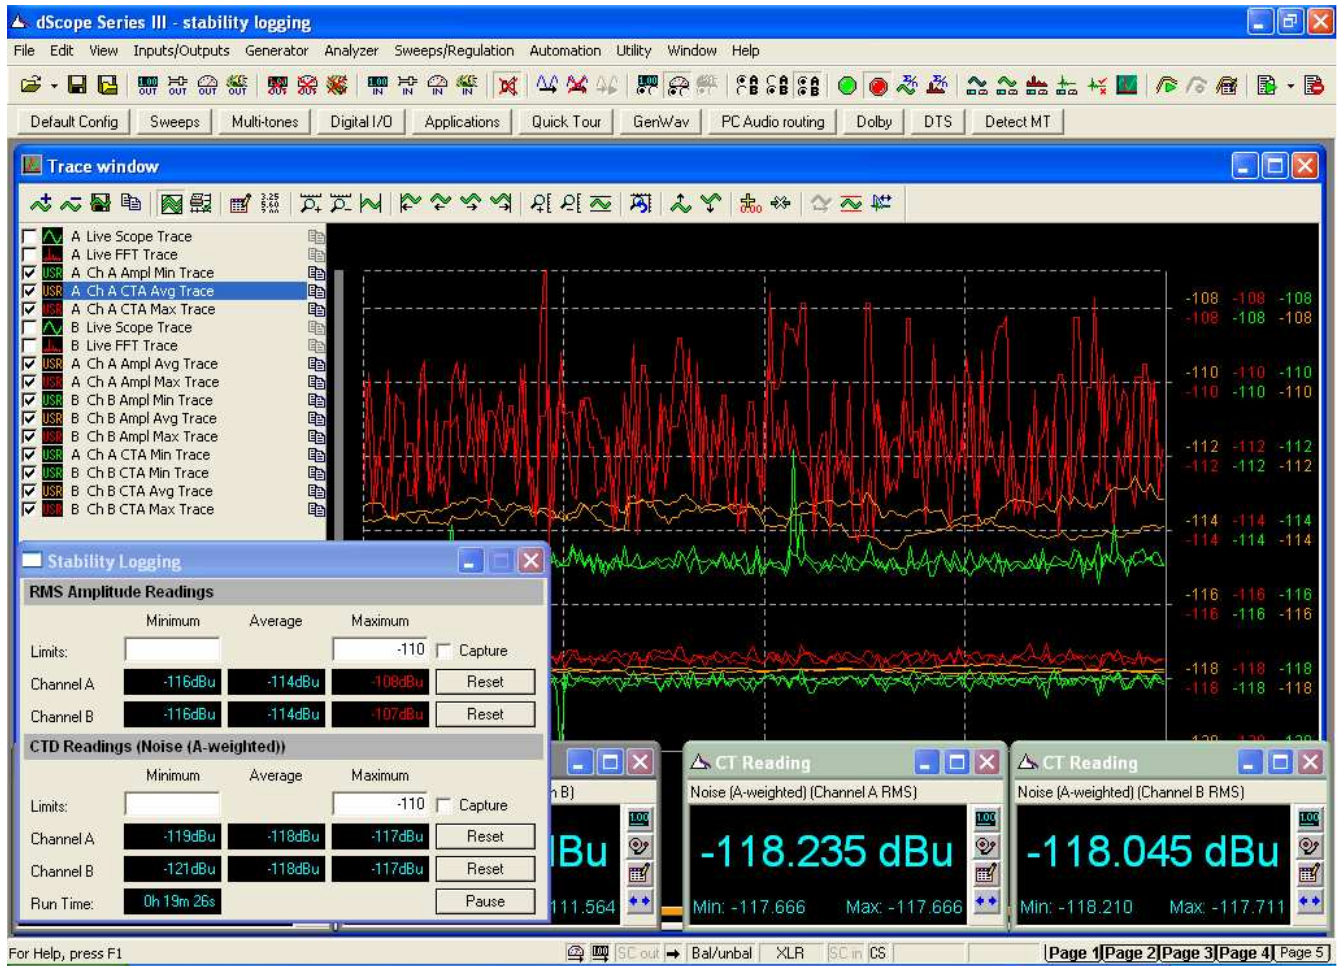 dScope Series III - stability logging
File Edit View Inputs/Outputs Generator Analyzer Sweeps/Regulation Automation Utility Window Help
Default Config Sweeps Multi-tones Digital I/O Applications Quick Tour GenWav PC Audio routing Dolby DTS Detect MT
Trace window
A Live Scope Trace
A Live FFT Trace
USR A Ch A Ampl Min Trace
USR A Ch A CTA Avg Trace
USR A Ch A CTA Max Trace
B Live Scope Trace
B Live FFT Trace
USR A Ch A Ampl Avg Trace
USR A Ch A Ampl Max Trace
USR B Ch B Ampl Min Trace
USR B Ch B Ampl Avg Trace
USR B Ch B Ampl Max Trace
USR A Ch A CTA Min Trace
USR B Ch B CTA Min Trace
USR B Ch B CTA Avg Trace
USR B Ch B CTA Max Trace
-108 -108 -108
-108 -108 -108
-110 -110 -110
-110 -110 -110
-112 -112 -112
-112 -112 -112
-114 -114 -114
-114 -114 -114
-116 -116 -116
-116 -116 -116
-118 -118 -118
-118 -118 -118
Stability Logging
RMS Amplitude Readings
Minimum Average Maximum
Limits: -110 Capture
Channel A -116dBu -114dBu -108dBu Reset
Channel B -116dBu -114dBu -107dBu Reset
CTD Readings (Noise (A-weighted))
Minimum Average Maximum
Limits: -110 Capture
Channel A -119dBu -118dBu -117dBu Reset
Channel B -121dBu -118dBu -117dBu Reset
Run Time: 0h 19m 26s Pause
B)
Bu
111.564
CT Reading
Noise (A-weighted) (Channel A RMS)
-118.235 dBu
Min: -117.666 Max: -117.666
CT Reading
Noise (A-weighted) (Channel B RMS)
-118.045 dBu
Min: -118.210 Max: -117.711
For Help, press F1
SC out Bal/unbal XLR SC in CS
Page 1 Page 2 Page 3 Page 4 Page 5